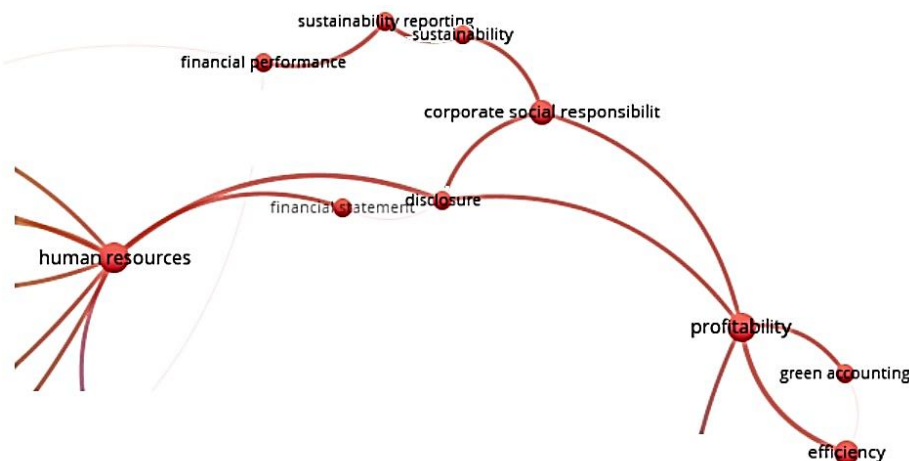 sustainability reporting
sustainability
financial performance
corporate social responsibilit
disclosure
financial statement
human resources
profitability
green accounting
efficiency